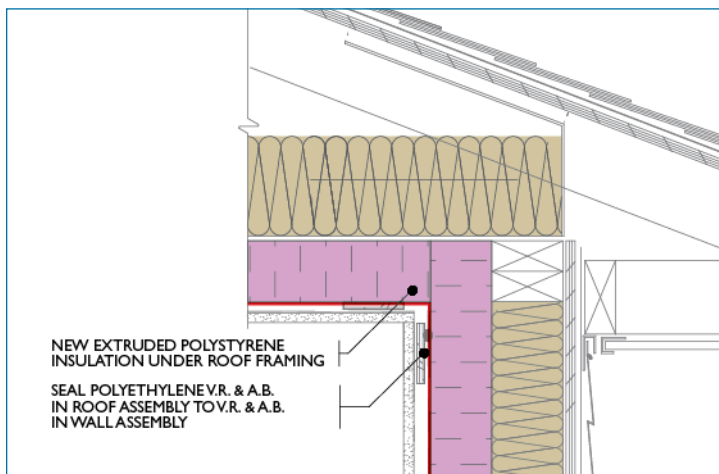 NEW EXTRUDED POLYSTYRENE
INSULATION UNDER ROOF FRAMING
SEAL POLYETHYLENE V.R. & A.B.
IN ROOF ASSEMBLY TO V.R. & A.B.
IN WALL ASSEMBLY